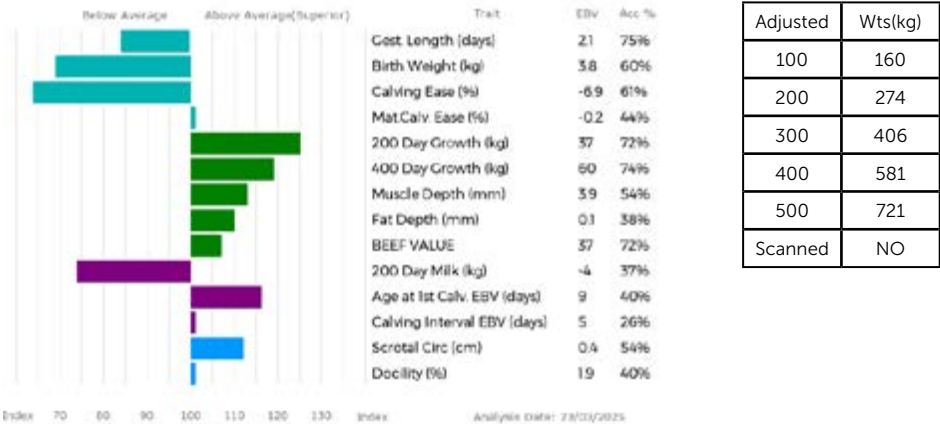 Below Average Above Average(Superior) Trait EBV Acc %
Gest. Length (days) 2.1 75%
Birth Weight (kg) 3.8 60%
Calving Ease (%) -6.9 61%
Mat.Calv. Ease (%) -0.2 44%
200 Day Growth (kg) 37 72%
400 Day Growth (kg) 60 74%
Muscle Depth (mm) 3.9 54%
Fat Depth (mm) 0.1 38%
BEEF VALUE 37 72%
200 Day Milk (kg) -4 37%
Age at 1st Calv. EBV (days) 9 40%
Calving Interval EBV (days) 5 26%
Scrotal Circ (cm) 0.4 54%
Docility (%) 1.9 40%
Index 70 80 90 100 110 120 130 Index Analysis Date: 23/03/2025
Adjusted Wts(kg)
100 160
200 274
300 406
400 581
500 721
Scanned NO